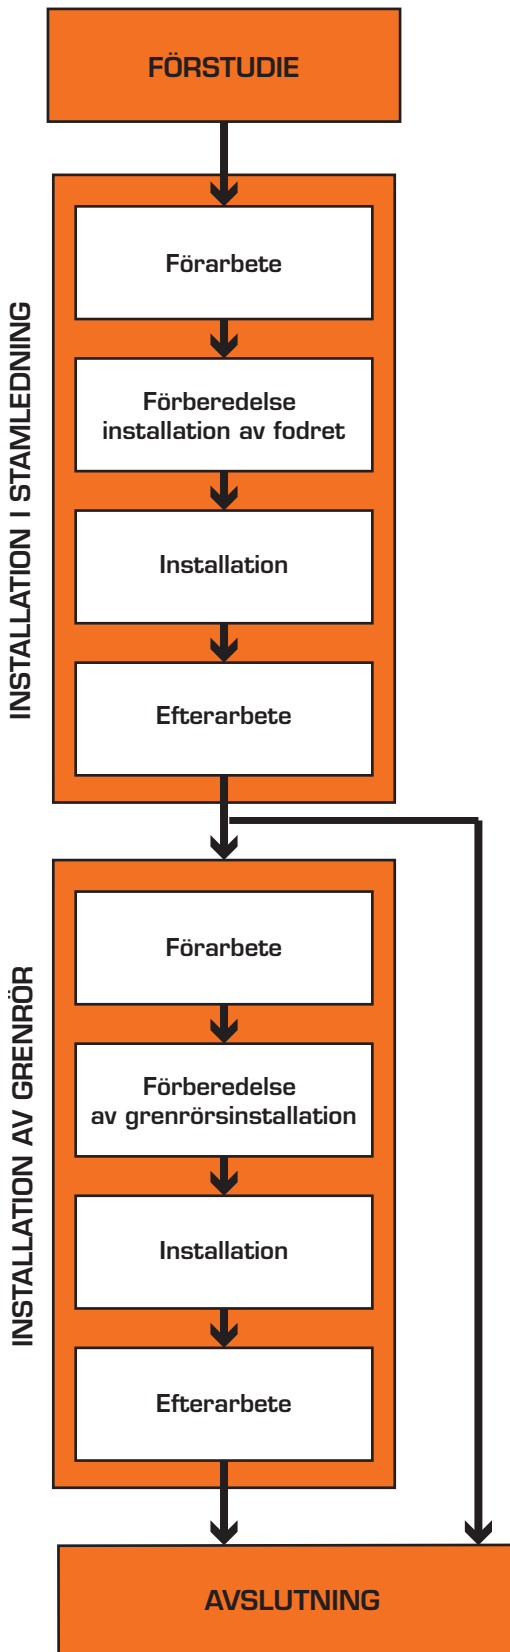 FÖRSTUDIE
INSTALLATION I STAMLEDNING
Förarbete
Förberedelse
installation av fodret
Installation
Efterarbete
INSTALLATION AV GRENRÖR
Förarbete
Förberedelse
av grenrörsinstallation
Installation
Efterarbete
AVSLUTNING